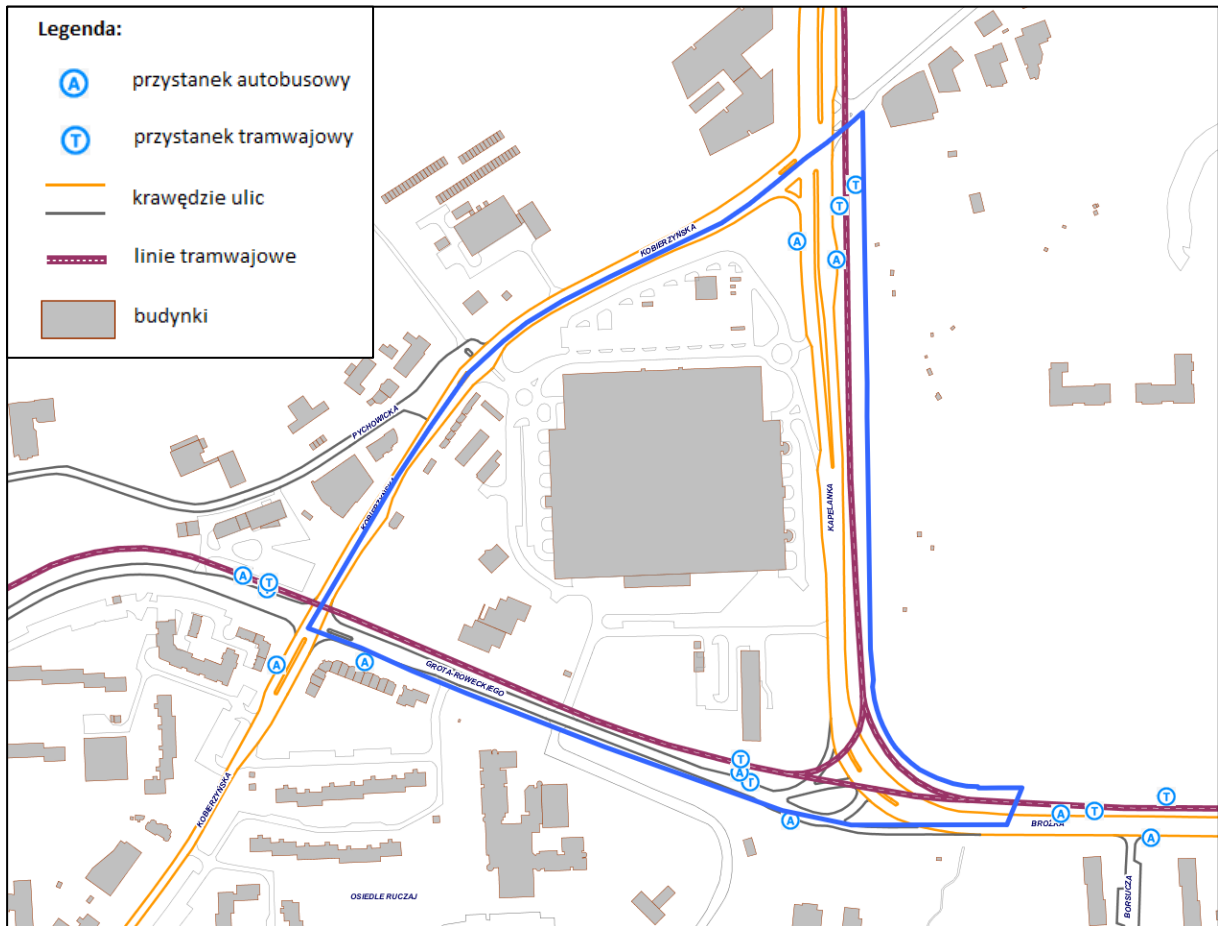 Legenda:
A przystanek autobusowy
T przystanek tramwajowy
krawędzie ulic
linie tramwajowe
budynki
KOBIERZYŃSKA
T
T
A
A
PYCHOWICKA
KOBIERZYŃSKA
KAPELANKA
A
T
A
A
GROTA-ROWECKIEGO
T
A
T
A
A
T
T
BROŻKA
A
KOBIERZYŃSKA
OSIEDLE RUCZAJ
BORSUCZA